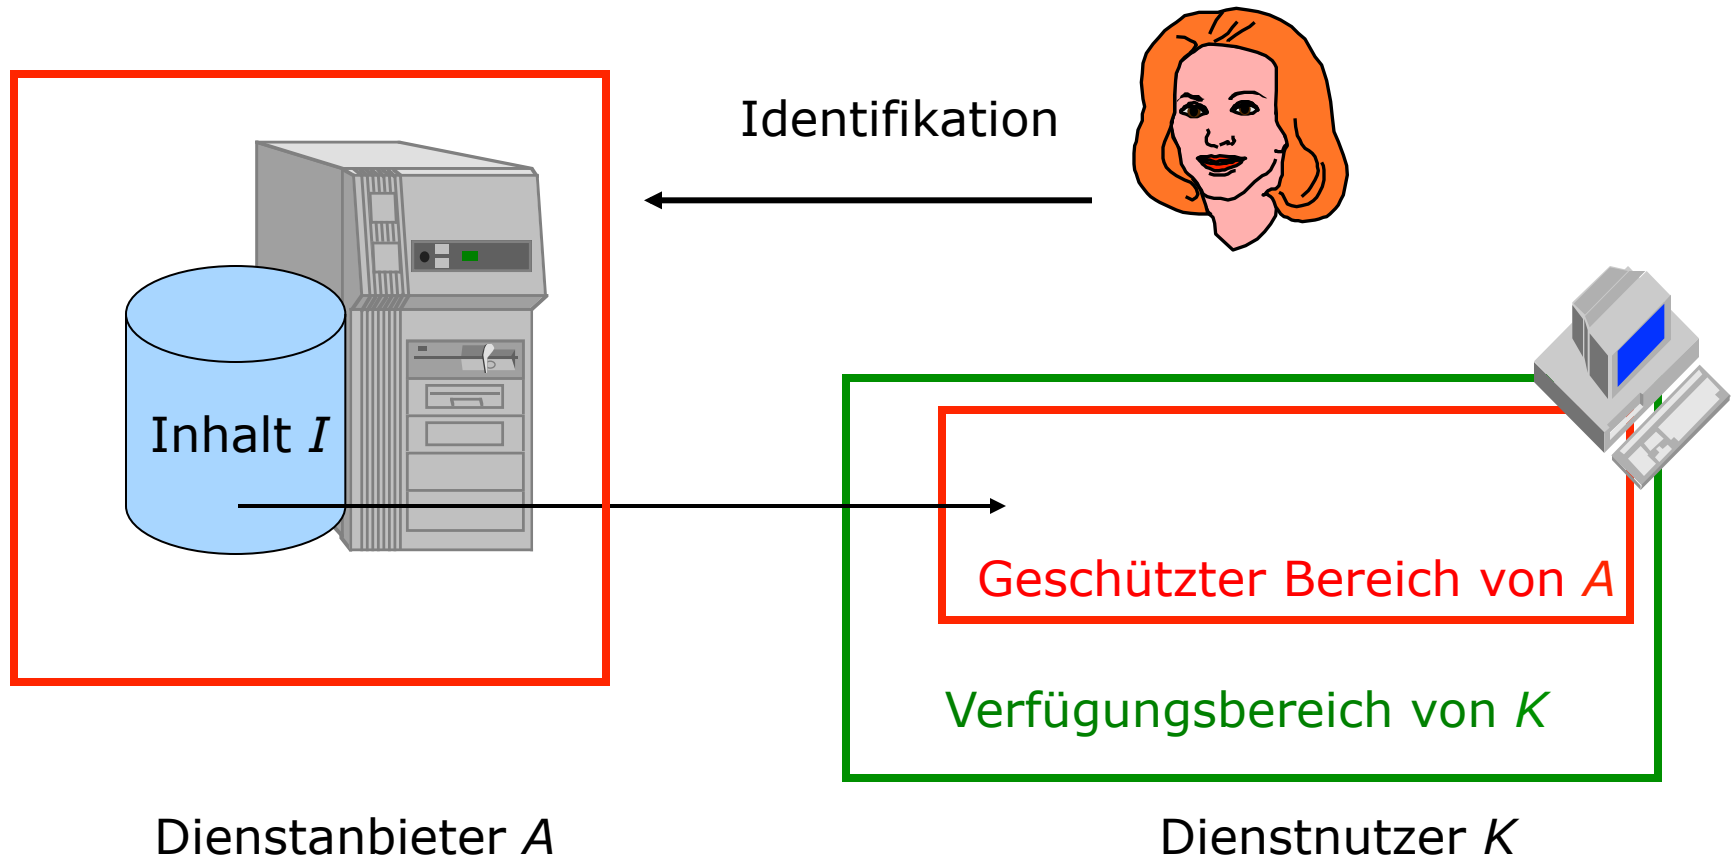 Identifikation
Inhalt I
Geschützter Bereich von A
Verfügungsbereich von K
Dienstanbieter A
Dienstnutzer K